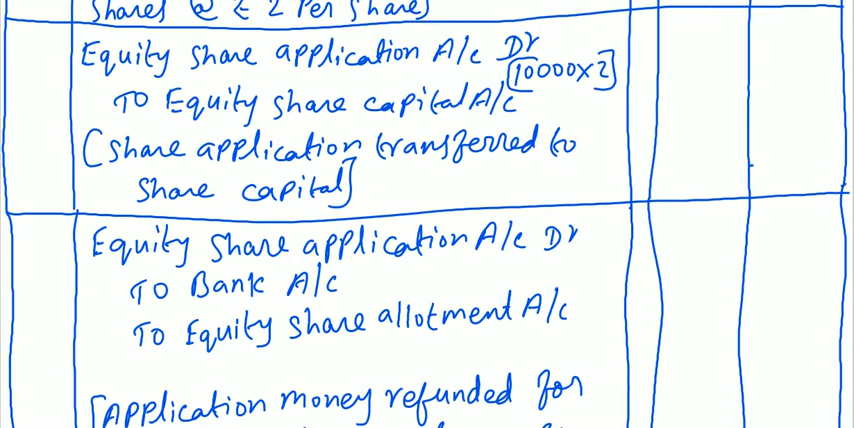 Shares @ ₹ 2 Per Share]
Equity Share application A/c Dr
[10000x2]
To Equity share capital A/c
[share application transferred to
share capital]
Equity Share application A/c Dr
To Bank A/c
To Equity share allotment A/c
[Application money refunded for